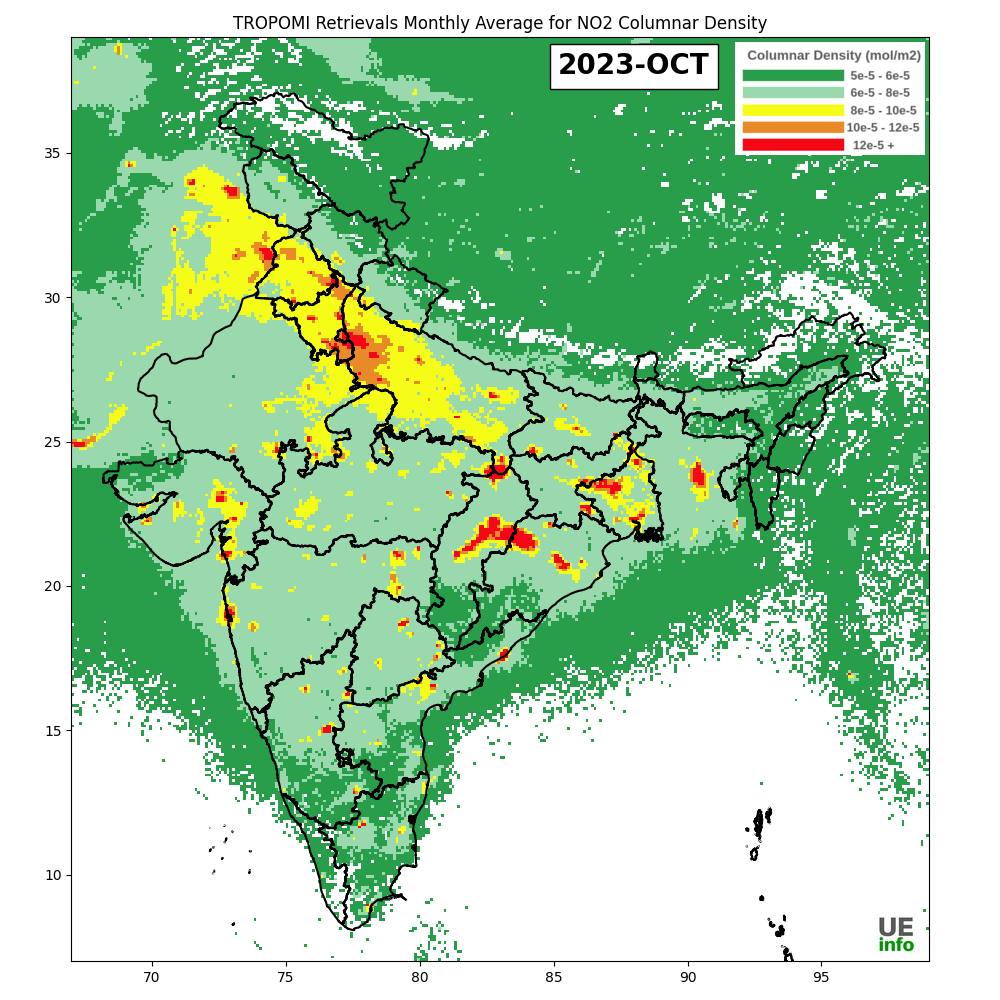 TROPOMI Retrievals Monthly Average for NO2 Columnar Density
2023-OCT
Columnar Density (mol/m2)
5e-5 - 6e-5
6e-5 - 8e-5
8e-5 - 10e-5
10e-5 - 12e-5
12e-5 +
35
30
25
20
15
10
70 75 80 85 90 95
UE
info